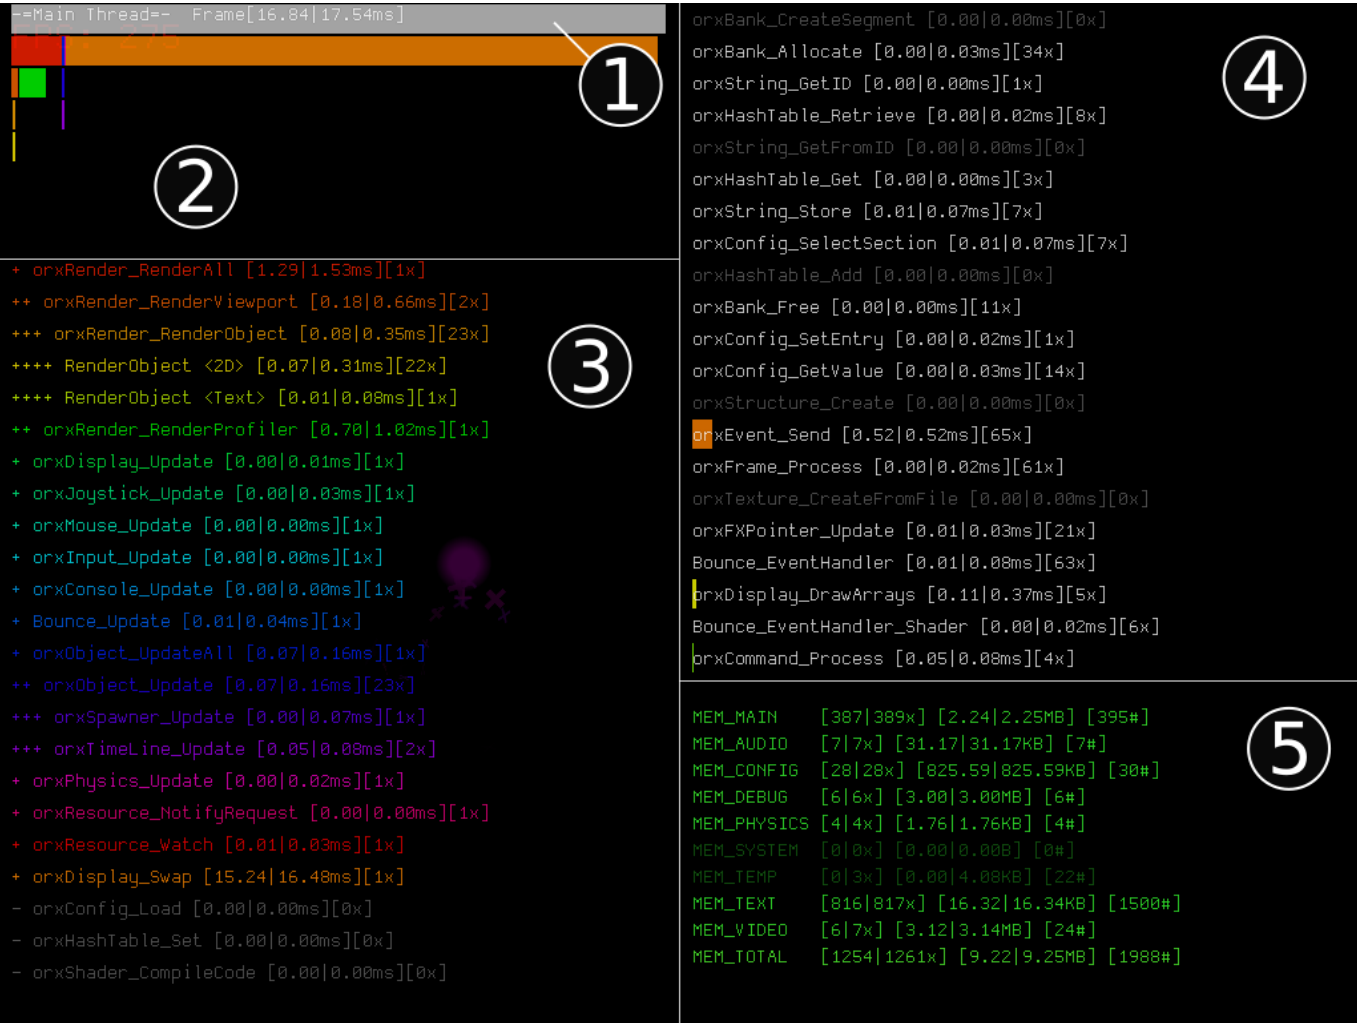 -=Main Thread=-  Frame[16.84|17.54ms]
FPS: 275
①
②
+ orxRender_RenderAll [1.29|1.53ms][1x]
++ orxRender_RenderViewport [0.18|0.66ms][2x]
+++ orxRender_RenderObject [0.08|0.35ms][23x]
++++ RenderObject <2D> [0.07|0.31ms][22x]
++++ RenderObject <Text> [0.01|0.08ms][1x]
++ orxRender_RenderProfiler [0.70|1.02ms][1x]
+ orxDisplay_Update [0.00|0.01ms][1x]
+ orxJoystick_Update [0.00|0.03ms][1x]
+ orxMouse_Update [0.00|0.00ms][1x]
+ orxInput_Update [0.00|0.00ms][1x]
+ orxConsole_Update [0.00|0.00ms][1x]
+ Bounce_Update [0.01|0.04ms][1x]
+ orxObject_UpdateAll [0.07|0.16ms][1x]
++ orxObject_Update [0.07|0.16ms][23x]
+++ orxSpawner_Update [0.00|0.07ms][1x]
+++ orxTimeLine_Update [0.05|0.08ms][2x]
+ orxPhysics_Update [0.00|0.02ms][1x]
+ orxResource_NotifyRequest [0.00|0.00ms][1x]
+ orxResource_Watch [0.01|0.03ms][1x]
+ orxDisplay_Swap [15.24|16.48ms][1x]
- orxConfig_Load [0.00|0.00ms][0x]
- orxHashTable_Set [0.00|0.00ms][0x]
- orxShader_CompileCode [0.00|0.00ms][0x]
③
orxBank_CreateSegment [0.00|0.00ms][0x]
orxBank_Allocate [0.00|0.03ms][34x]
orxString_GetID [0.00|0.00ms][1x]
orxHashTable_Retrieve [0.00|0.02ms][8x]
orxString_GetFromID [0.00|0.00ms][0x]
orxHashTable_Get [0.00|0.00ms][3x]
orxString_Store [0.01|0.07ms][7x]
orxConfig_SelectSection [0.01|0.07ms][7x]
orxHashTable_Add [0.00|0.00ms][0x]
orxBank_Free [0.00|0.00ms][11x]
orxConfig_SetEntry [0.00|0.02ms][1x]
orxConfig_GetValue [0.00|0.03ms][14x]
orxStructure_Create [0.00|0.00ms][0x]
orxEvent_Send [0.52|0.52ms][65x]
orxFrame_Process [0.00|0.02ms][61x]
orxTexture_CreateFromFile [0.00|0.00ms][0x]
orxFXPointer_Update [0.01|0.03ms][21x]
Bounce_EventHandler [0.01|0.08ms][63x]
orxDisplay_DrawArrays [0.11|0.37ms][5x]
Bounce_EventHandler_Shader [0.00|0.02ms][6x]
orxCommand_Process [0.05|0.08ms][4x]
④
MEM_MAIN    [387|389x] [2.24|2.25MB] [395#]
MEM_AUDIO   [7|7x] [31.17|31.17KB] [7#]
MEM_CONFIG  [28|28x] [825.59|825.59KB] [30#]
MEM_DEBUG   [6|6x] [3.00|3.00MB] [6#]
MEM_PHYSICS [4|4x] [1.76|1.76KB] [4#]
MEM_SYSTEM  [0|0x] [0.00|0.00B] [0#]
MEM_TEMP    [0|3x] [0.00|4.08KB] [22#]
MEM_TEXT    [816|817x] [16.32|16.34KB] [1500#]
MEM_VIDEO   [6|7x] [3.12|3.14MB] [24#]
MEM_TOTAL   [1254|1261x] [9.22|9.25MB] [1988#]
⑤